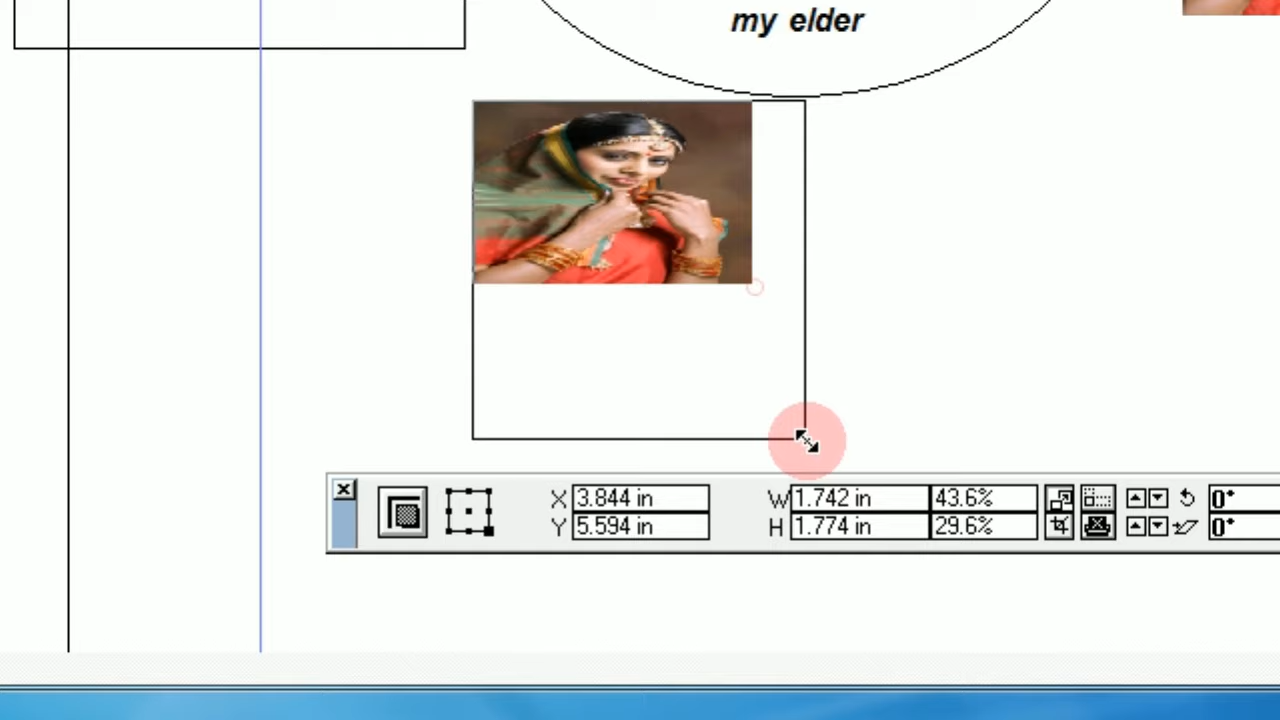 my elder
X 3.844 in W 1.742 in 43.6% 0°
Y 5.594 in H 1.774 in 29.6% 0°